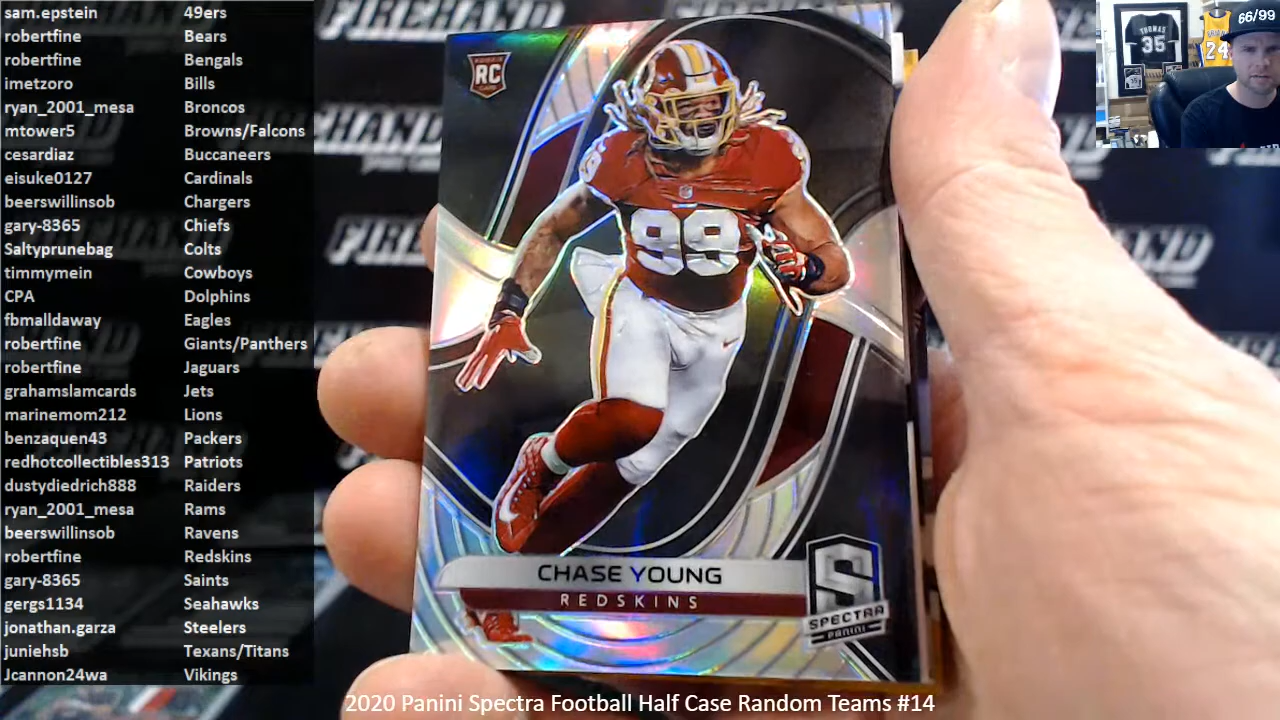 sam.epstein 49ers
robertfine Bears
robertfine Bengals
imetzoro Bills
ryan_2001_mesa Broncos
mtower5 Browns/Falcons
cesardiaz Buccaneers
eisuke0127 Cardinals
beerswillinsob Chargers
gary-8365 Chiefs
Saltyprunebag Colts
timmymein Cowboys
CPA Dolphins
fbmalldaway Eagles
robertfine Giants/Panthers
robertfine Jaguars
grahamslamcards Jets
marinemom212 Lions
benzaquen43 Packers
redhotcollectibles313 Patriots
dustydiedrich888 Raiders
ryan_2001_mesa Rams
beerswillinsob Ravens
robertfine Redskins
gary-8365 Saints
gergs1134 Seahawks
jonathan.garza Steelers
juniehsb Texans/Titans
Jcannon24wa Vikings
RC
99
CHASE YOUNG
REDSKINS
S
SPECTRA
PANINI
FIREHAND
THOMAS
35
24
66/99
2020 Panini Spectra Football Half Case Random Teams #14